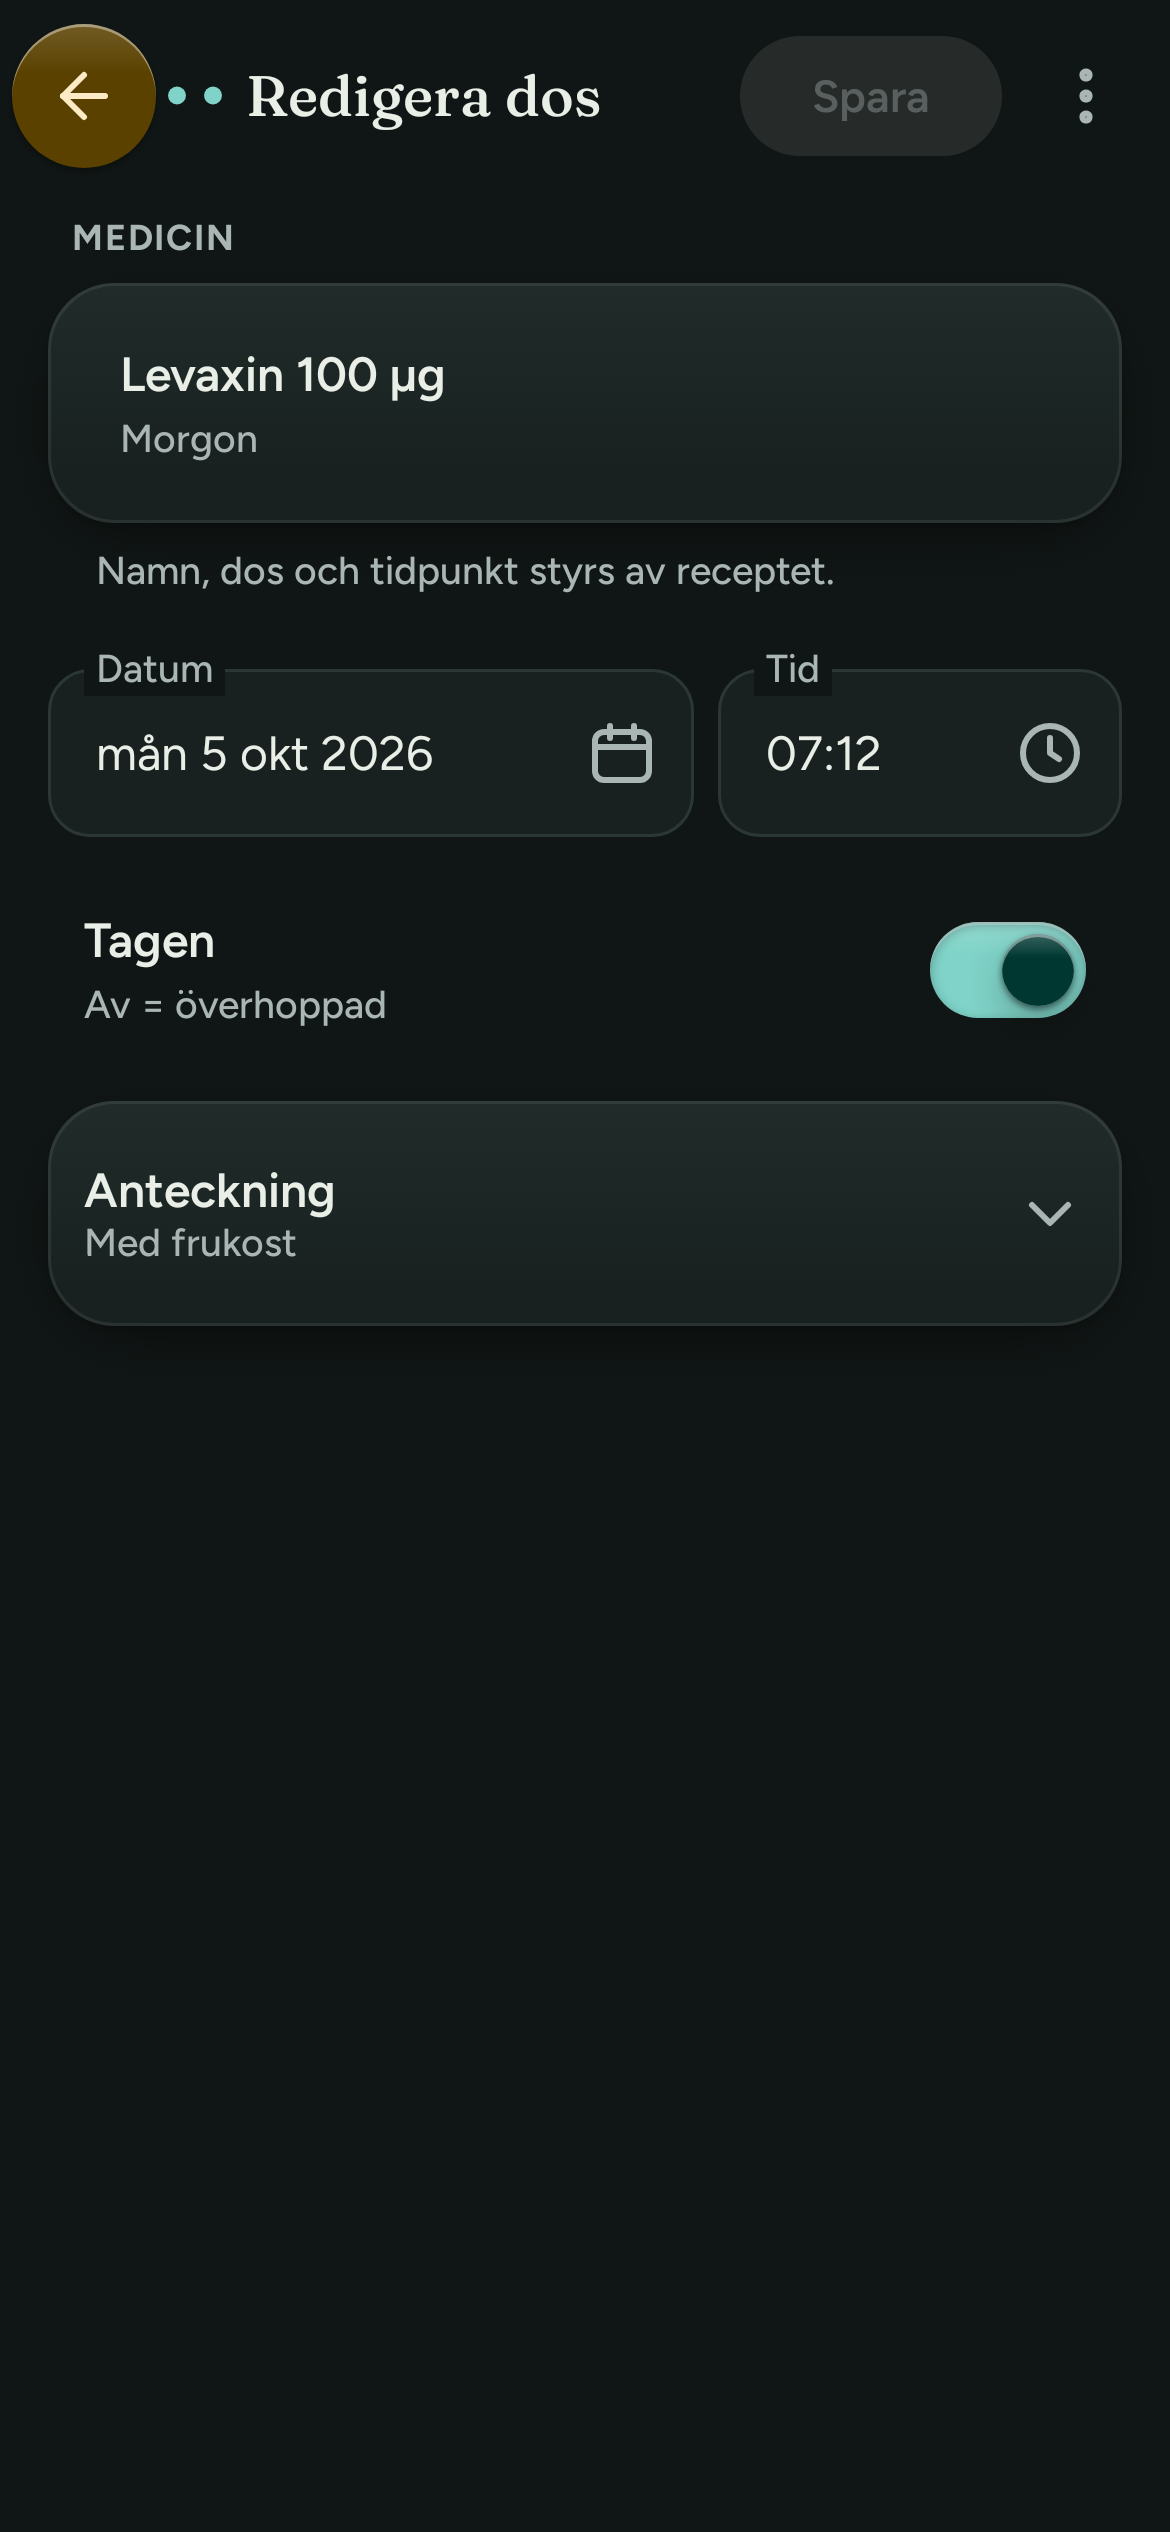 Redigera dos
Spara
MEDICIN
Levaxin 100 µg
Morgon
Namn, dos och tidpunkt styrs av receptet.
Datum
mån 5 okt 2026
Tid
07:12
Tagen
Av = överhoppad
Anteckning
Med frukost